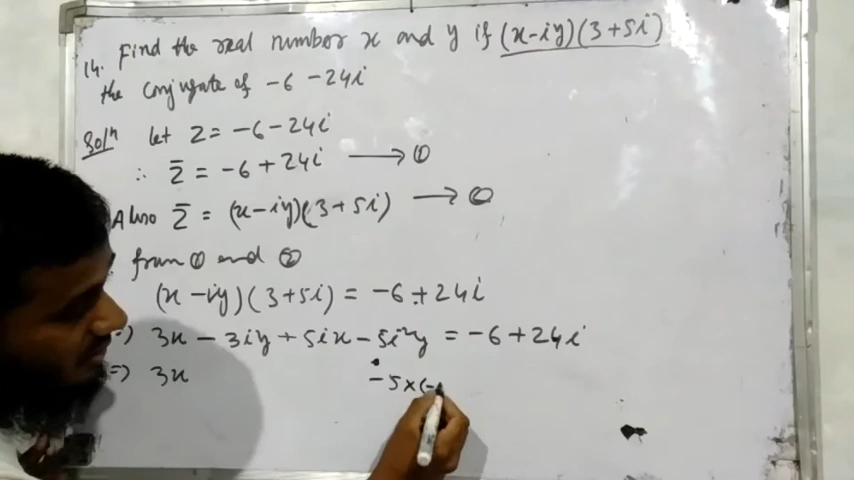 14. Find the real number x and y if (x-iy)(3+5i)
the conjugate of -6-24i
Solⁿ let Z = -6-24i
∴ z̄ = -6+24i ⟶ ①
Also z̄ = (x-iy)(3+5i) ⟶ ②
from ① and ②
(x-iy)(3+5i) = -6+24i
⇒) 3x - 3iy + 5ix - 5i²y = -6+24i
⇒) 3x -5×(-